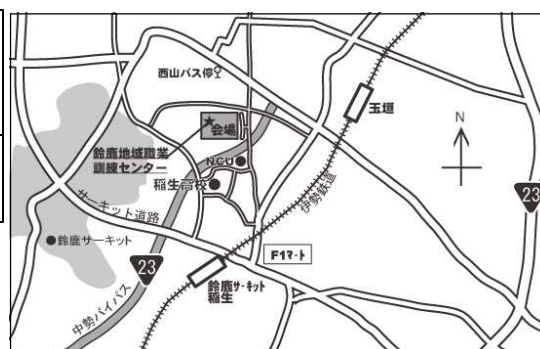 西山バス停
玉垣
N
会場
鈴鹿地域職業
訓練センター
NCU
稲生高校
サーキット道路
伊勢鉄道
23
鈴鹿サーキット
F1マート
23
鈴鹿サーキット
稲生
中勢バイパス